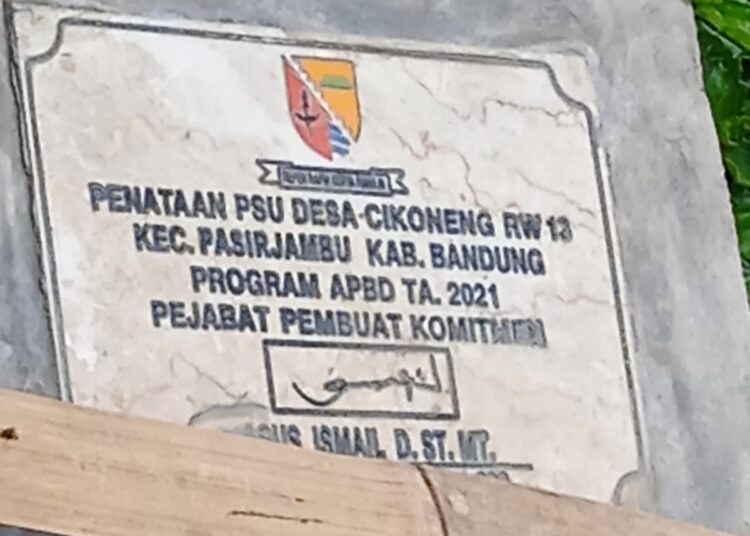 PENATAAN PSU DESA CIKONENG RW 13
KEC. PASIRJAMBU KAB. BANDUNG
PROGRAM APBD TA. 2021
PEJABAT PEMBUAT KOMITMEN
ISMAIL D. ST. MT.